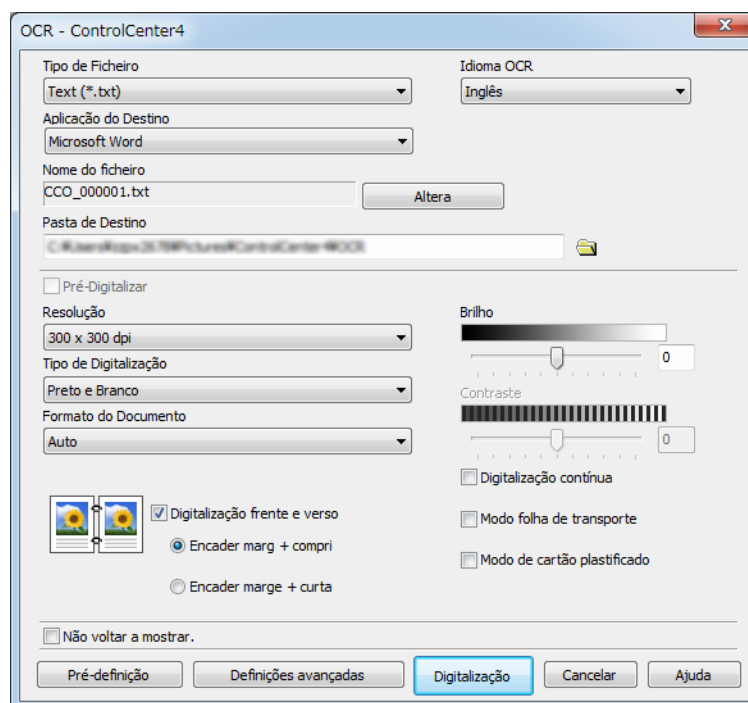 OCR - ControlCenter4
Tipo de Ficheiro
Idioma OCR
Text (*.txt)
Inglês
Aplicação do Destino
Microsoft Word
Nome do ficheiro
CCO_000001.txt
Altera
Pasta de Destino
Pré-Digitalizar
Resolução
Brilho
300 x 300 dpi
0
Tipo de Digitalização
Preto e Branco
Contraste
Formato do Documento
Auto
0
Digitalização contínua
Digitalização frente e verso
Modo folha de transporte
Encader marg + compri
Modo de cartão plastificado
Encader marge + curta
Não voltar a mostrar.
Pré-definição Definições avançadas Digitalização Cancelar Ajuda